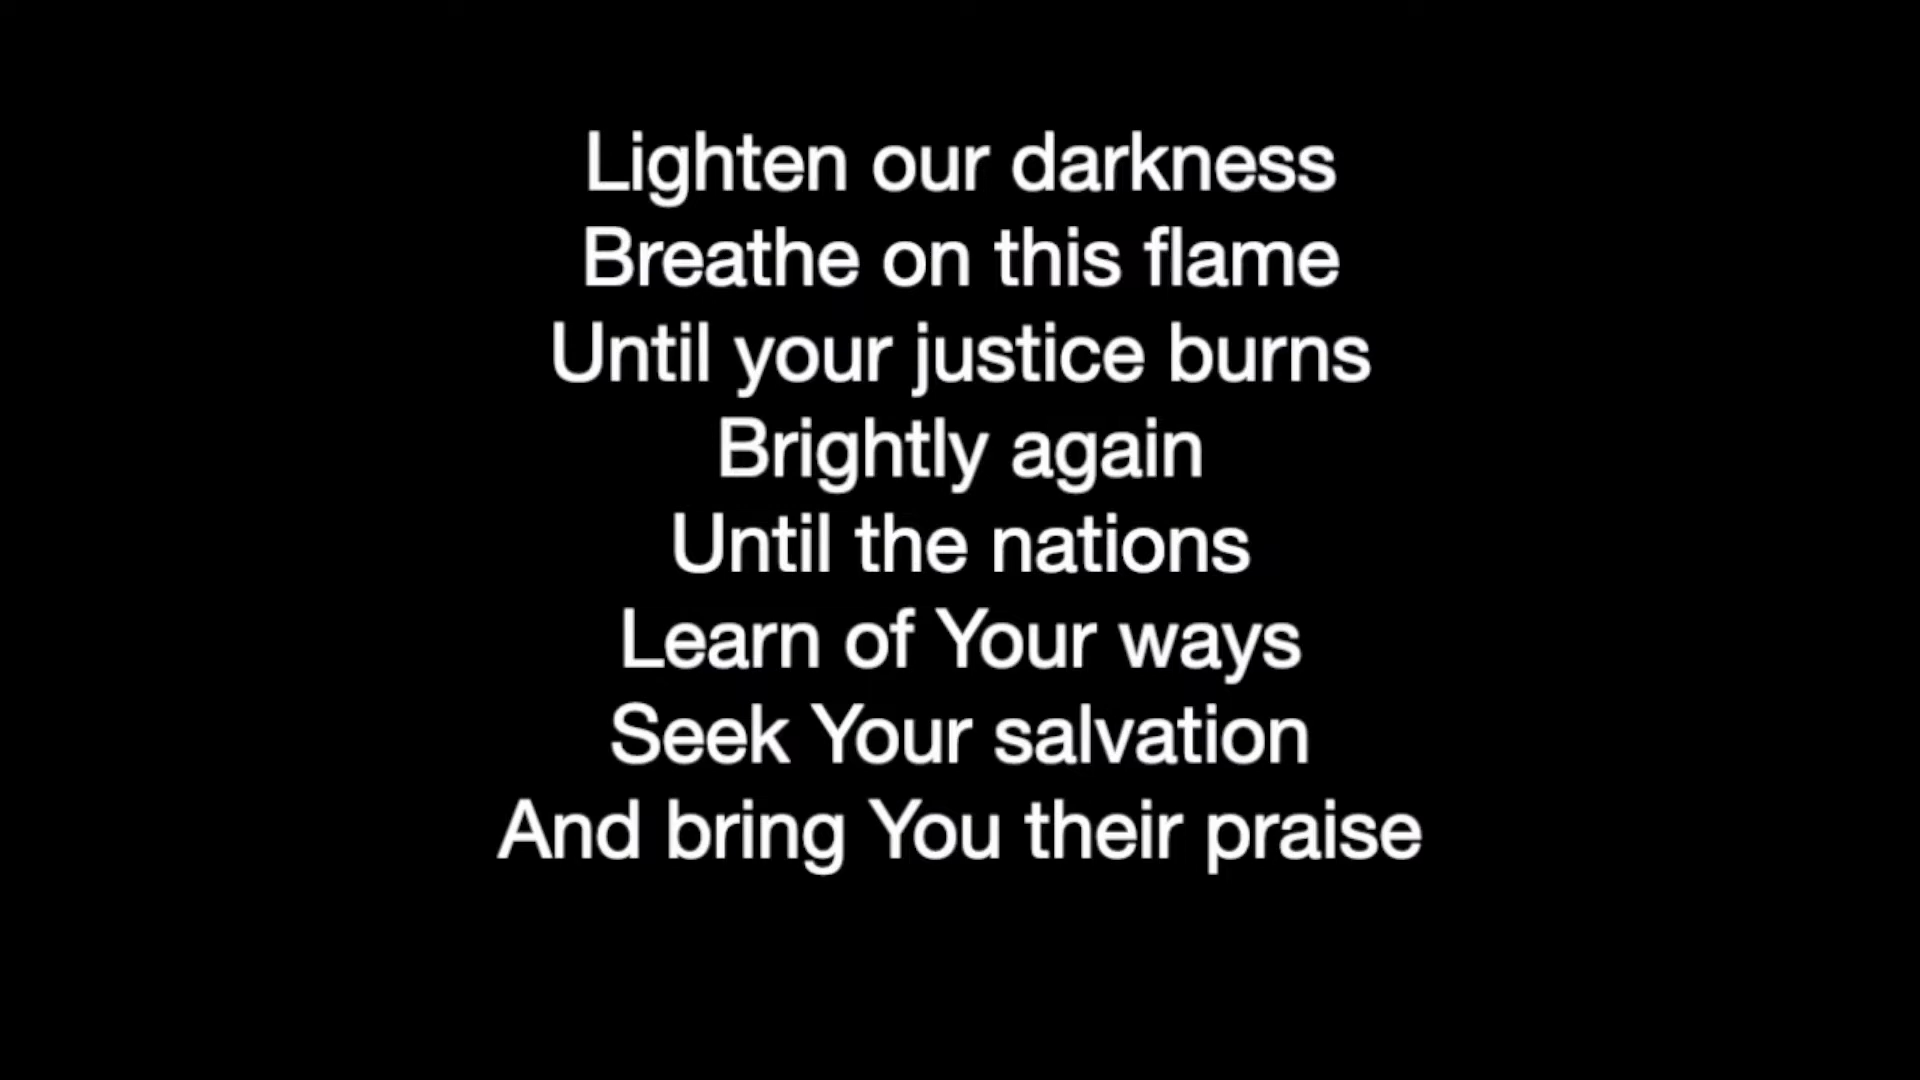 Lighten our darkness
Breathe on this flame
Until your justice burns
Brightly again
Until the nations
Learn of Your ways
Seek Your salvation
And bring You their praise